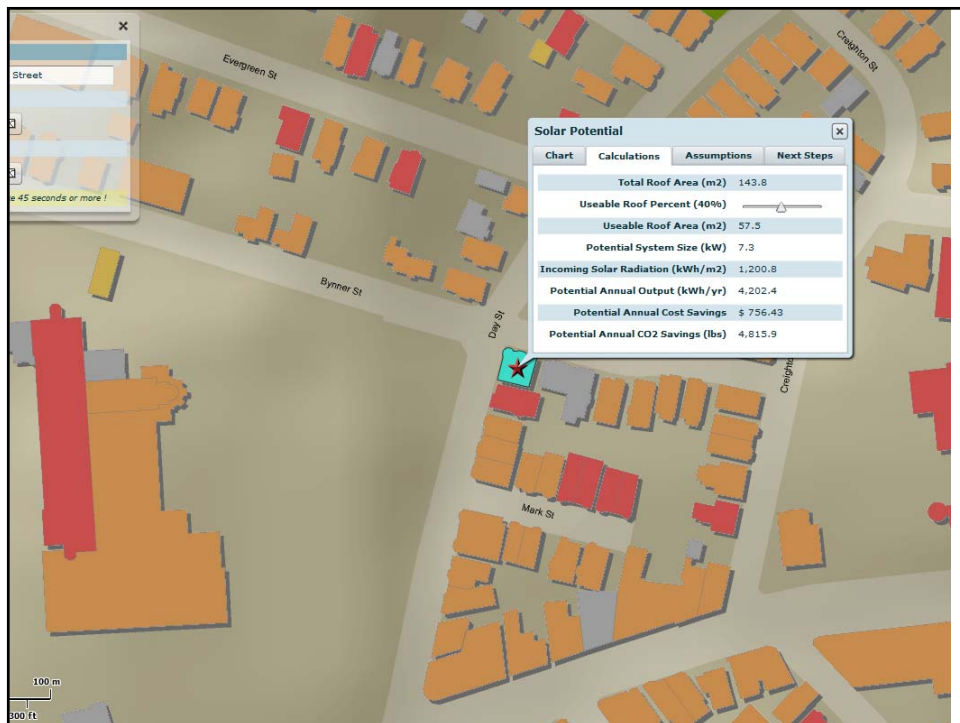 Street
e 45 seconds or more !
Evergreen St
Creighton St
Bynner St
Day St
Creighton
Mark St
Solar Potential
Chart Calculations Assumptions Next Steps
Total Roof Area (m2) 143.8
Useable Roof Percent (40%)
Useable Roof Area (m2) 57.5
Potential System Size (kW) 7.3
Incoming Solar Radiation (kWh/m2) 1,200.8
Potential Annual Output (kWh/yr) 4,202.4
Potential Annual Cost Savings $ 756.43
Potential Annual CO2 Savings (lbs) 4,815.9
100 m
300 ft